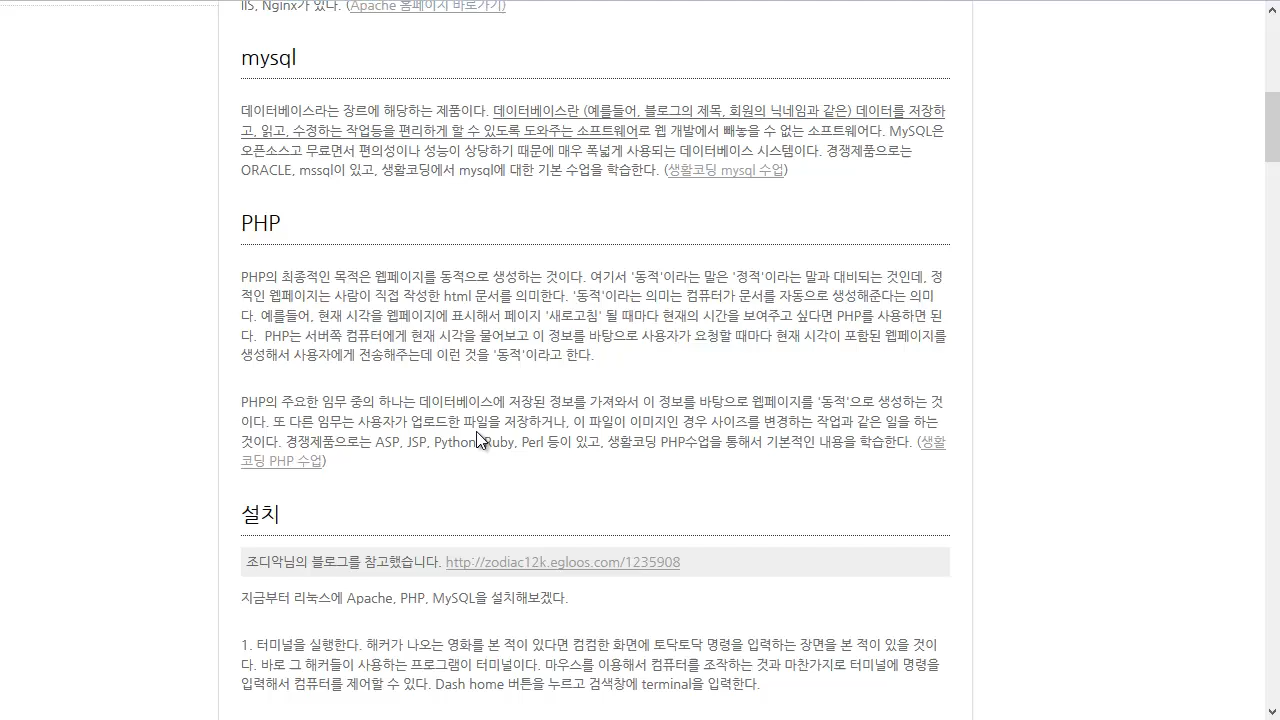 IIS, Nginx가 있다. (Apache 홈페이지 바로가기)
mysql
데이터베이스라는 장르에 해당하는 제품이다. 데이터베이스란 (예를들어, 블로그의 제목, 회원의 닉네임과 같은) 데이터를 저장하
고, 읽고, 수정하는 작업등을 편리하게 할 수 있도록 도와주는 소프트웨어로 웹 개발에서 빼놓을 수 없는 소프트웨어다. MySQL은
오픈소스고 무료면서 편의성이나 성능이 상당하기 때문에 매우 폭넓게 사용되는 데이터베이스 시스템이다. 경쟁제품으로는
ORACLE, mssql이 있고, 생활코딩에서 mysql에 대한 기본 수업을 학습한다. (생활코딩 mysql 수업)
PHP
PHP의 최종적인 목적은 웹페이지를 동적으로 생성하는 것이다. 여기서 '동적'이라는 말은 '정적'이라는 말과 대비되는 것인데, 정
적인 웹페이지는 사람이 직접 작성한 html 문서를 의미한다. '동적'이라는 의미는 컴퓨터가 문서를 자동으로 생성해준다는 의미
다. 예를들어, 현재 시각을 웹페이지에 표시해서 페이지 '새로고침' 될 때마다 현재의 시간을 보여주고 싶다면 PHP를 사용하면 된
다.  PHP는 서버쪽 컴퓨터에게 현재 시각을 물어보고 이 정보를 바탕으로 사용자가 요청할 때마다 현재 시각이 포함된 웹페이지를
생성해서 사용자에게 전송해주는데 이런 것을 '동적'이라고 한다.
PHP의 주요한 임무 중의 하나는 데이터베이스에 저장된 정보를 가져와서 이 정보를 바탕으로 웹페이지를 '동적'으로 생성하는 것
이다. 또 다른 임무는 사용자가 업로드한 파일을 저장하거나, 이 파일이 이미지인 경우 사이즈를 변경하는 작업과 같은 일을 하는
것이다. 경쟁제품으로는 ASP, JSP, Python, Ruby, Perl 등이 있고, 생활코딩 PHP수업을 통해서 기본적인 내용을 학습한다. (생활
코딩 PHP 수업)
설치
조디악님의 블로그를 참고했습니다. http://zodiac12k.egloos.com/1235908
지금부터 리눅스에 Apache, PHP, MySQL을 설치해보겠다.
1. 터미널을 실행한다. 해커가 나오는 영화를 본 적이 있다면 컴컴한 화면에 토닥토닥 명령을 입력하는 장면을 본 적이 있을 것이
다. 바로 그 해커들이 사용하는 프로그램이 터미널이다. 마우스를 이용해서 컴퓨터를 조작하는 것과 마찬가지로 터미널에 명령을
입력해서 컴퓨터를 제어할 수 있다. Dash home 버튼을 누르고 검색창에 terminal을 입력한다.